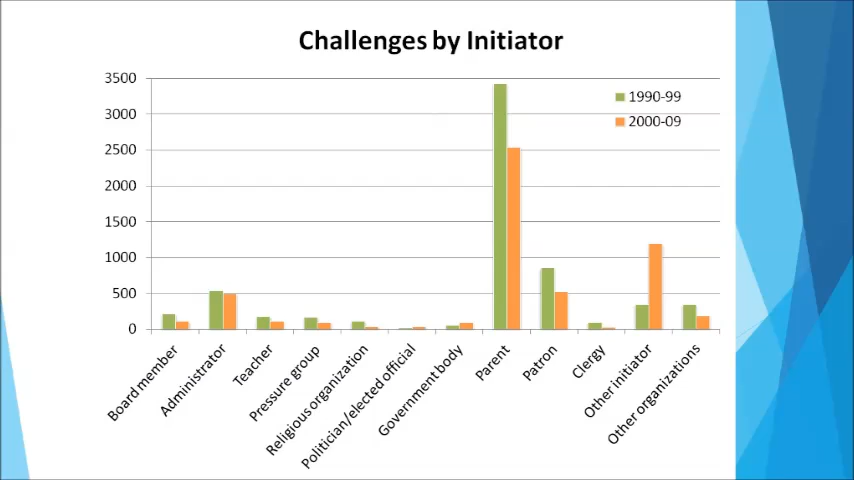 Challenges by Initiator
3500
3000
2500
2000
1500
1000
500
0
1990-99
2000-09
Board member
Administrator
Teacher
Pressure group
Religious organization
Politician/elected official
Government body
Parent
Patron
Clergy
Other initiator
Other organizations